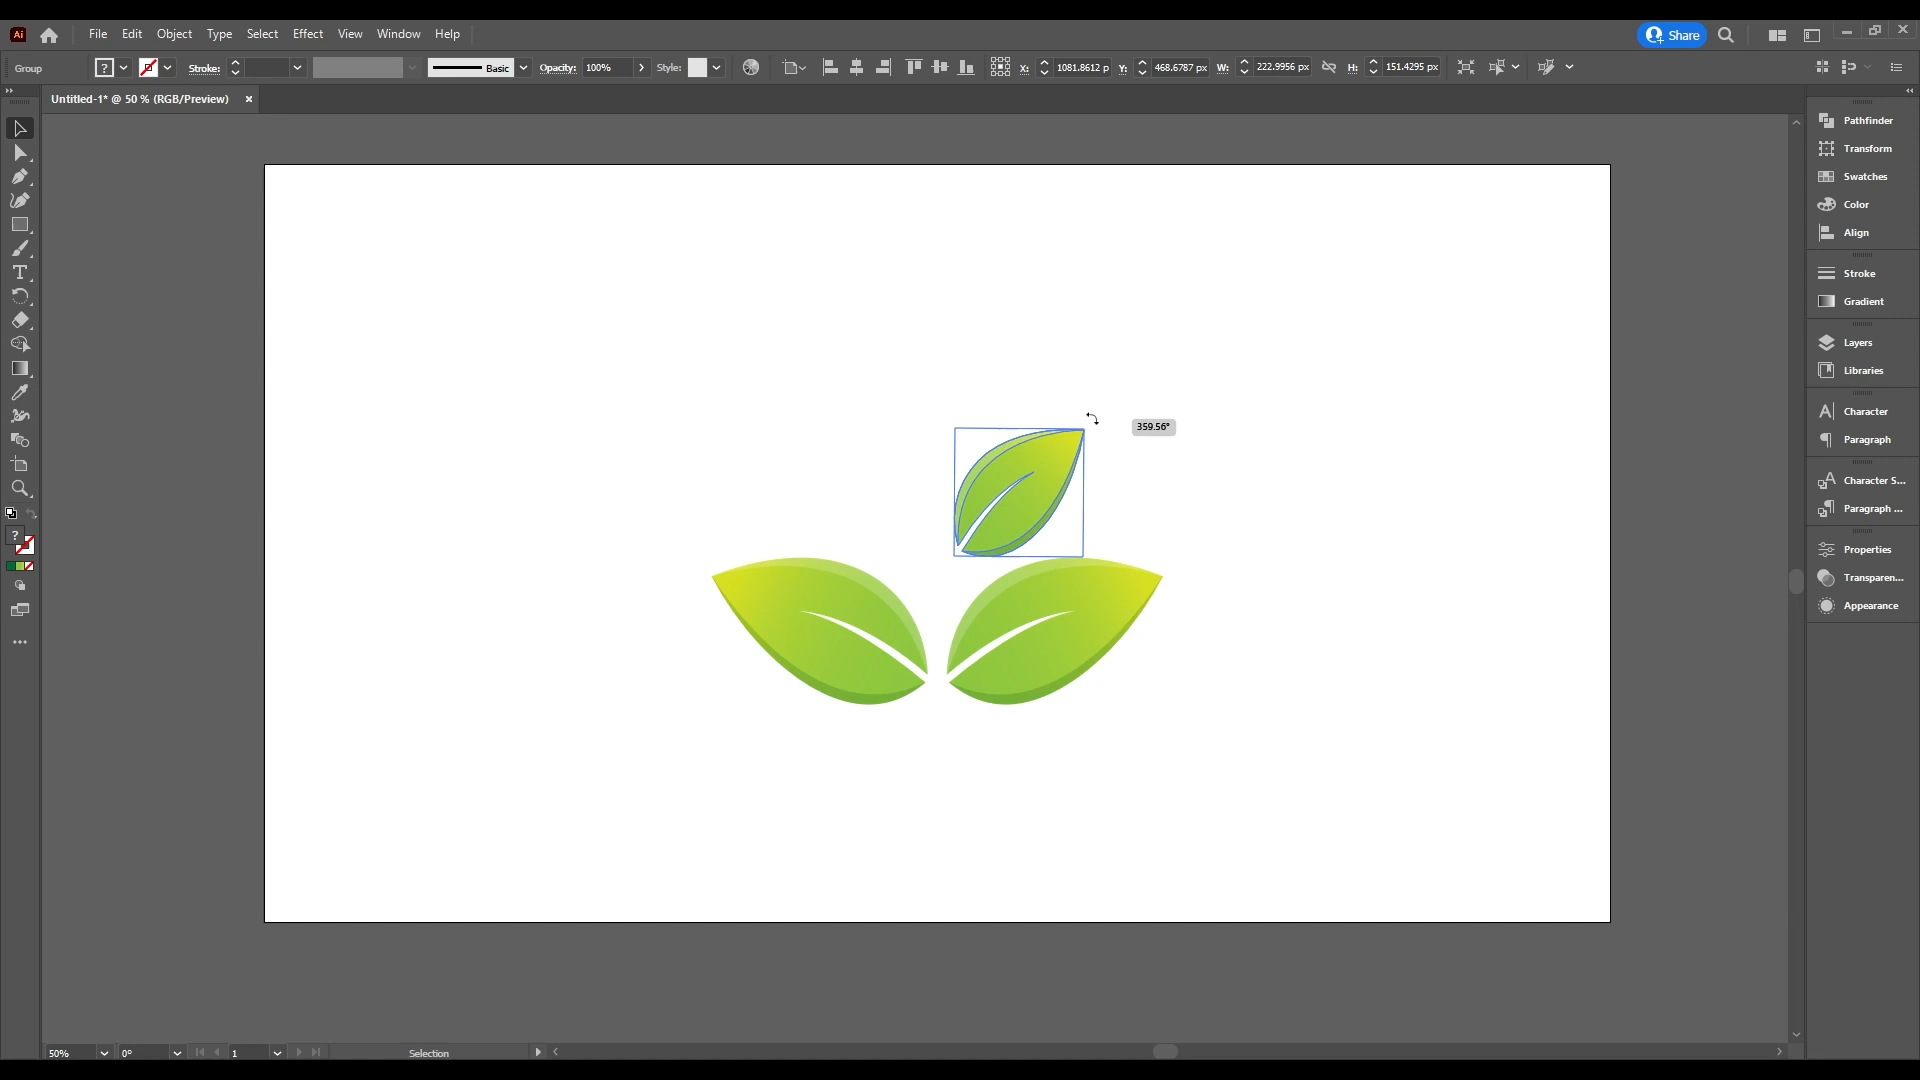 Ai File Edit Object Type Select Effect View Window Help Share
Group ? Stroke: Basic Opacity: 100% Style: X: 1081.8612 p Y: 468.6787 px W: 222.9956 px H: 151.4295 px
Untitled-1* @ 50 % (RGB/Preview) ×
Pathfinder
Transform
Swatches
Color
Align
Stroke
Gradient
Layers
Libraries
Character
Paragraph
Character S...
Paragraph ...
Properties
Transparen...
Appearance
359.56°
?
50% 0° 1 Selection